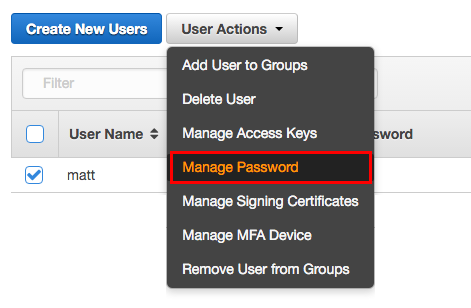 Create New Users
User Actions
Add User to Groups
Filter
Delete User
Manage Access Keys
User Name
sword
Manage Password
matt
Manage Signing Certificates
Manage MFA Device
Remove User from Groups